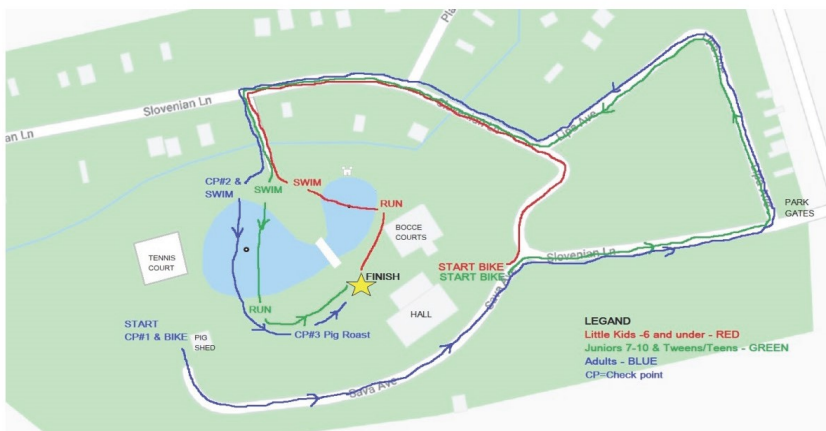 Pla
Slovenian Ln
an Ln
Lipa Ave
CP#2 &
SWIM
SWIM
SWIM
RUN
BOCCE
COURTS
PARK
GATES
TENNIS
COURT
START BIKE
START BIKE
Slovenian Ln
FINISH
RUN
HALL
START
CP#1 & BIKE
PIG
SHED
CP#3 Pig Roast
Sava Ave
LEGAND
Little Kids -6 and under - RED
Juniors 7-10 & Tweens/Teens - GREEN
Adults - BLUE
CP=Check point